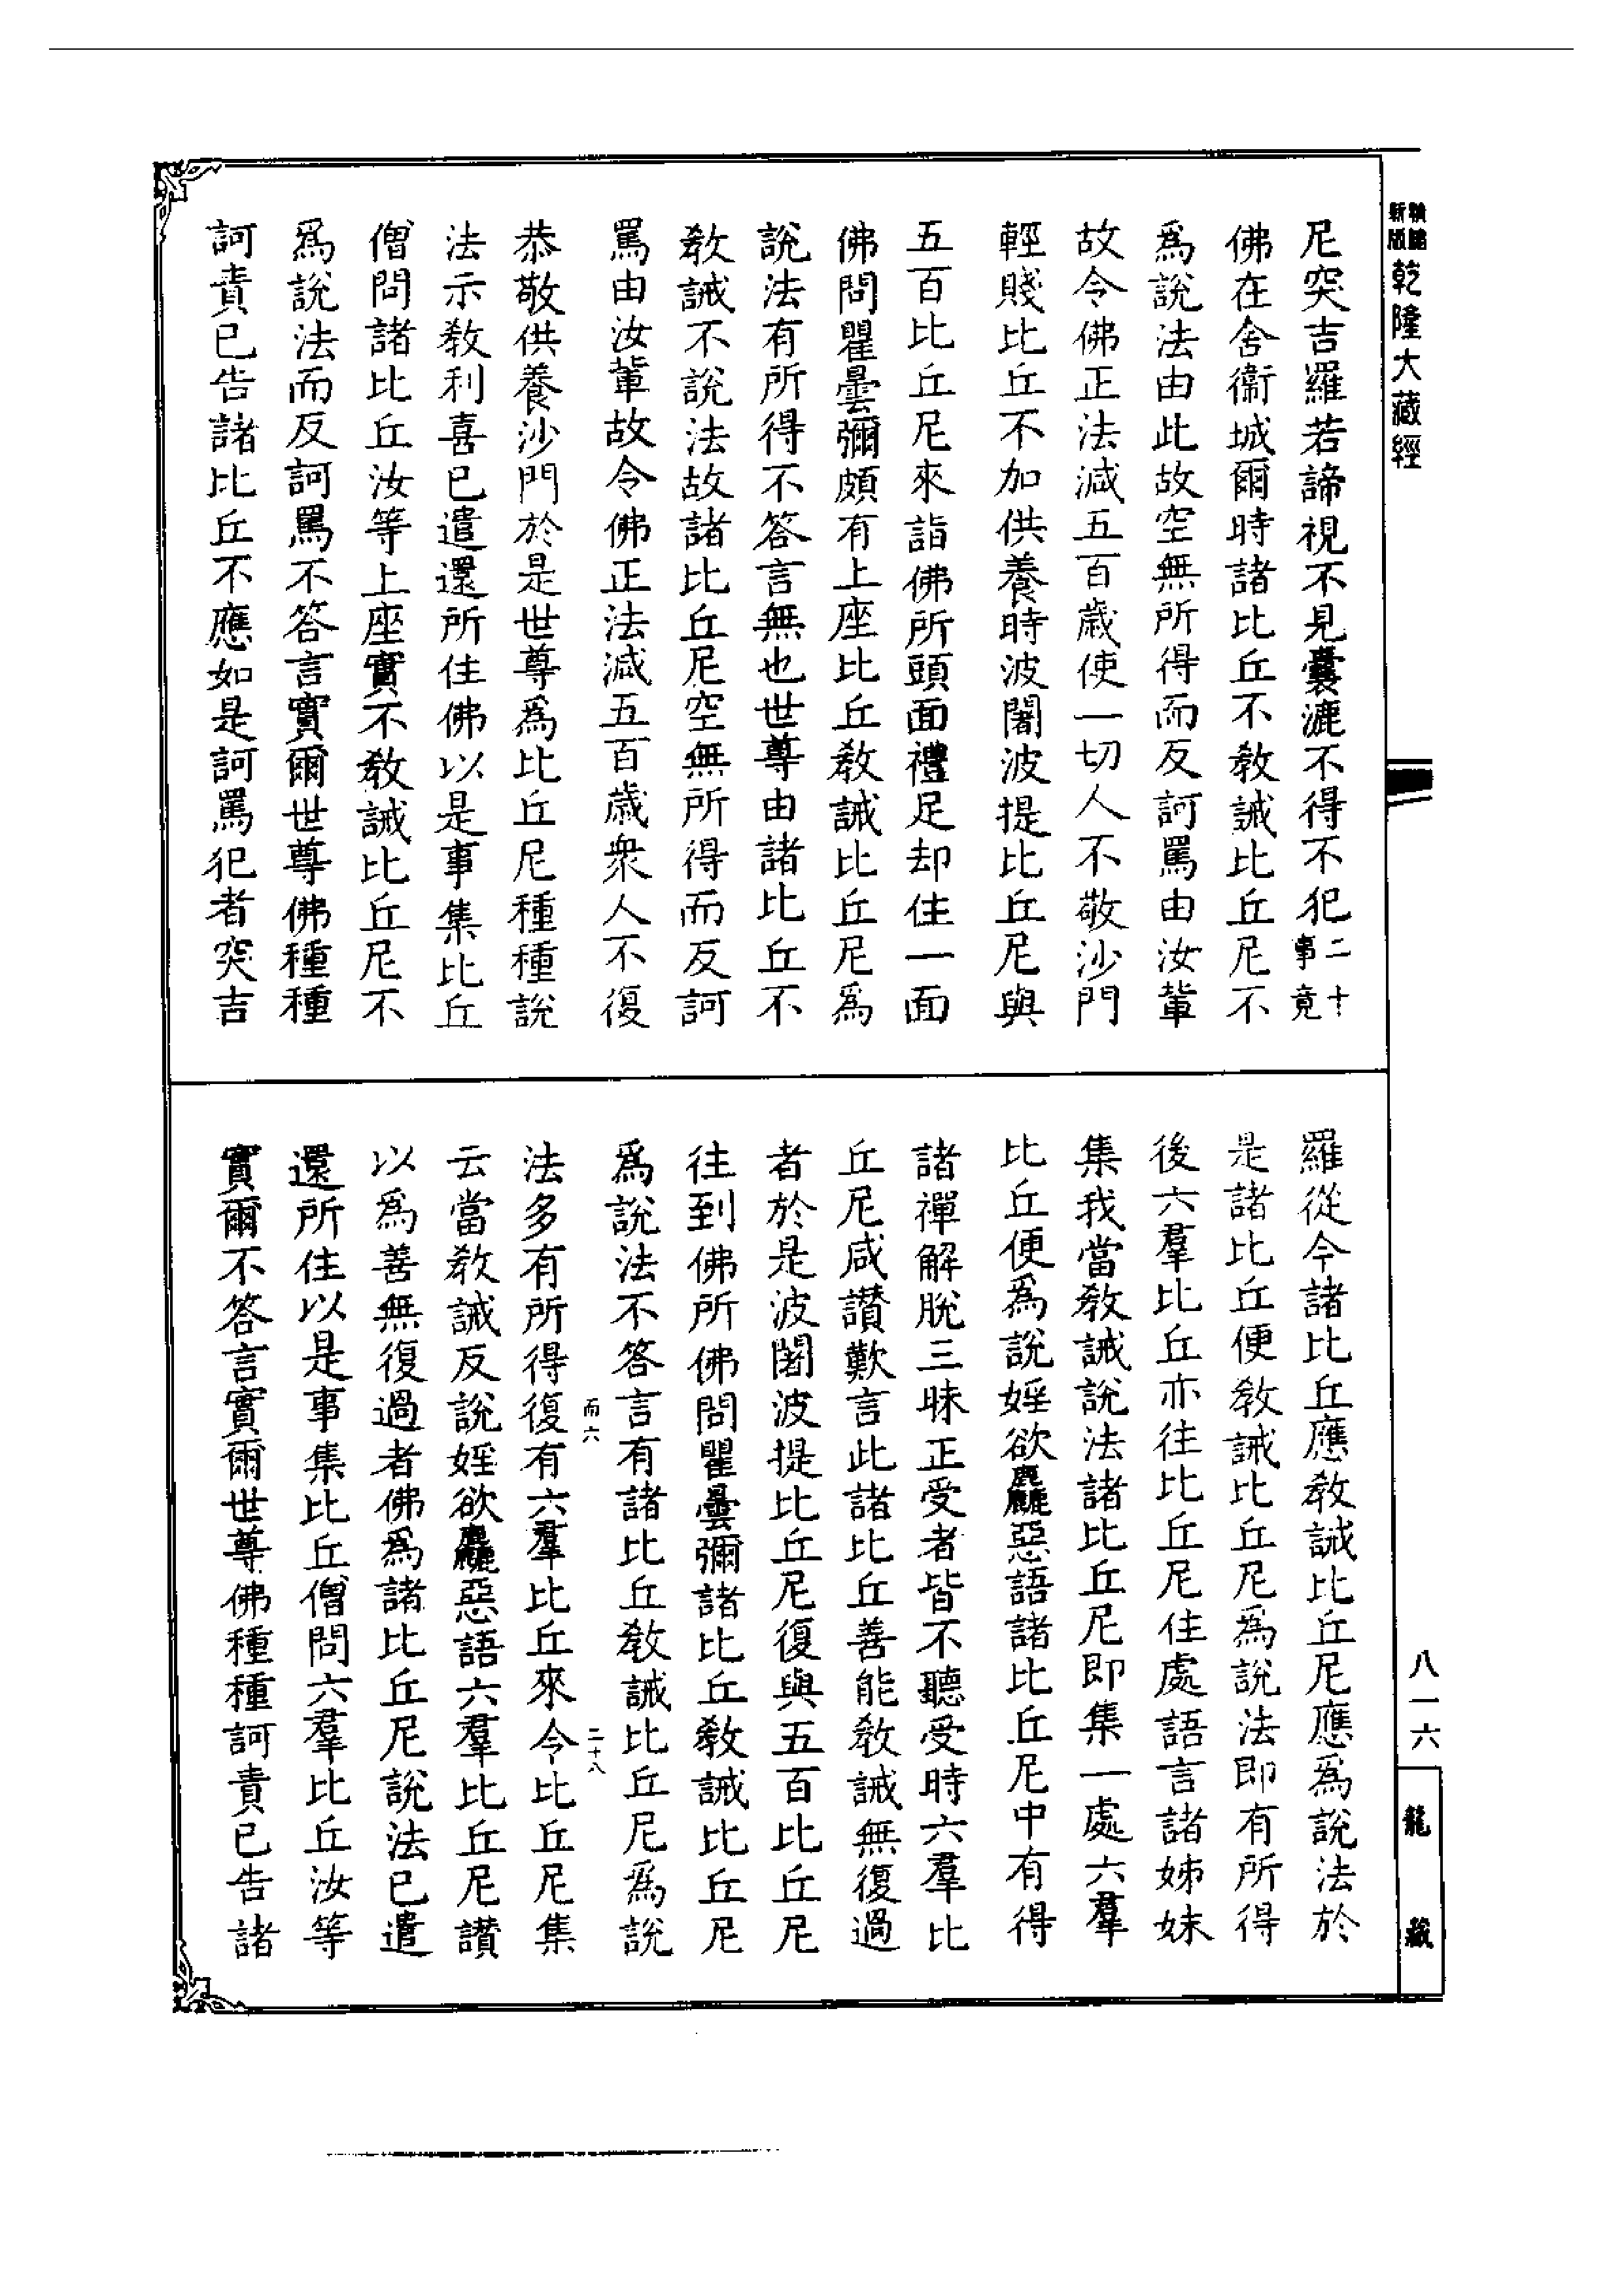 新版
乾隆大藏經
尼突吉羅若諦視不見囊漉不得不犯二十事竟
佛在舍衞城爾時諸比丘不教誡比丘尼不
爲說法由此故空無所得而反訶罵由汝輩
故令佛正法減五百歲使一切人不敬沙門
輕賤比丘不加供養時波闍波提比丘尼與
五百比丘尼來詣佛所頭面禮足却住一面
佛問瞿曇彌頗有上座比丘教誡比丘尼爲
說法有所得不答言無也世尊由諸比丘不
教誡不說法故諸比丘尼空無所得而反訶
罵由汝輩故令佛正法減五百歲衆人不復
恭敬供養沙門於是世尊爲比丘尼種種說
法示教利喜已遣還所住佛以是事集比丘
僧問諸比丘汝等上座實不教誡比丘尼不
爲說法而反訶罵不答言實爾世尊佛種種
訶責已告諸比丘不應如是訶罵犯者突吉
羅從今諸比丘應教誡比丘尼應爲說法於
是諸比丘便教誡比丘尼爲說法即有所得
後六羣比丘亦往比丘尼住處語言諸姊妹
集我當教誡說法諸比丘尼即集一處六羣
比丘便爲說婬欲麤惡語諸比丘尼中有得
諸禪解脫三昧正受者皆不聽受時六羣比
丘尼咸讃歎言此諸比丘善能教誡無復過
者於是波闍波提比丘尼復與五百比丘尼
往到佛所佛問瞿曇彌諸比丘教誡比丘尼
爲說法不答言有諸比丘教誡比丘尼爲說
而六
二十八
法多有所得復有六羣比丘來令比丘尼集
云當教誡反說婬欲麤惡語六羣比丘尼讃
以爲善無復過者佛爲諸比丘尼說法已遣
還所住以是事集比丘僧問六羣比丘汝等
實爾不答言實爾世尊佛種種訶責已告諸
八一六
龍藏